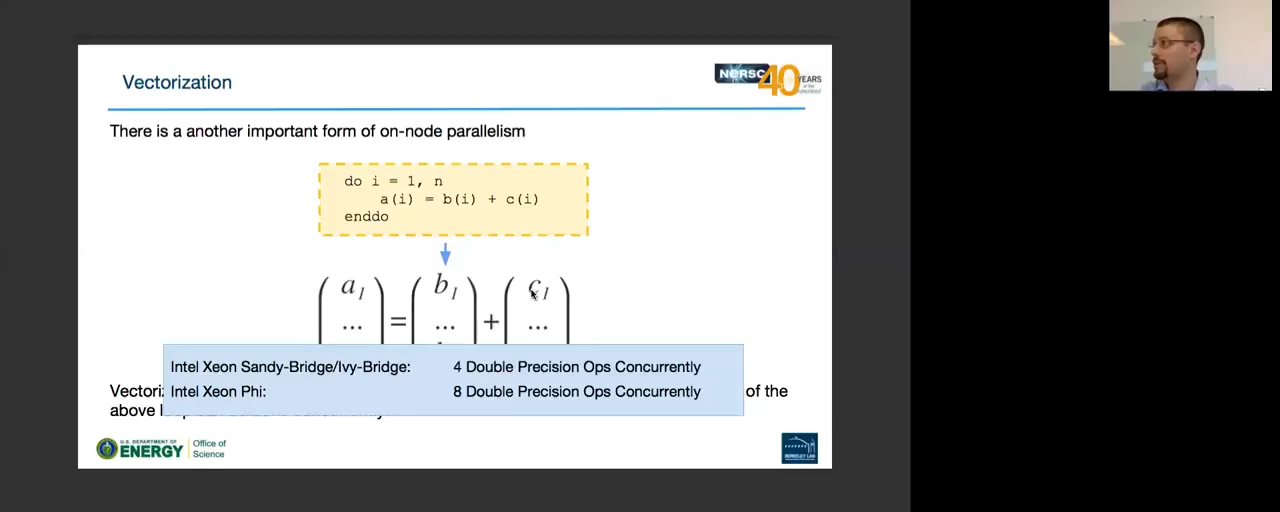 Vectorization
NERSC 40 YEARS
There is a another important form of on-node parallelism
do i = 1, n
a(i) = b(i) + c(i)
enddo
a1 = b1 + c1
... ... ...
Intel Xeon Sandy-Bridge/Ivy-Bridge: 4 Double Precision Ops Concurrently
Intel Xeon Phi: 8 Double Precision Ops Concurrently
Vectori of the
above
U.S. DEPARTMENT OF
ENERGY
Office of
Science
BERKELEY LAB